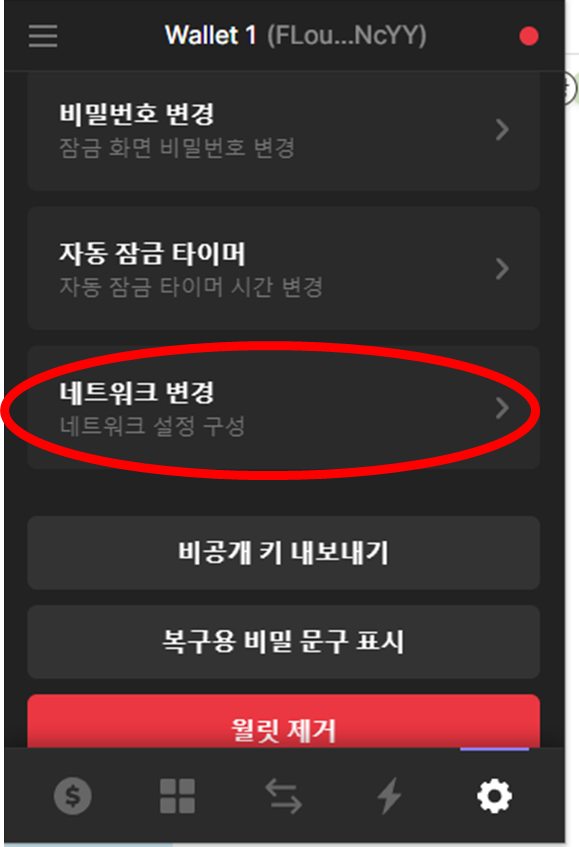 Wallet 1 (FLou...NcYY)
비밀번호 변경
잠금 화면 비밀번호 변경
자동 잠금 타이머
자동 잠금 타이머 시간 변경
네트워크 변경
네트워크 설정 구성
비공개 키 내보내기
복구용 비밀 문구 표시
월릿 제거